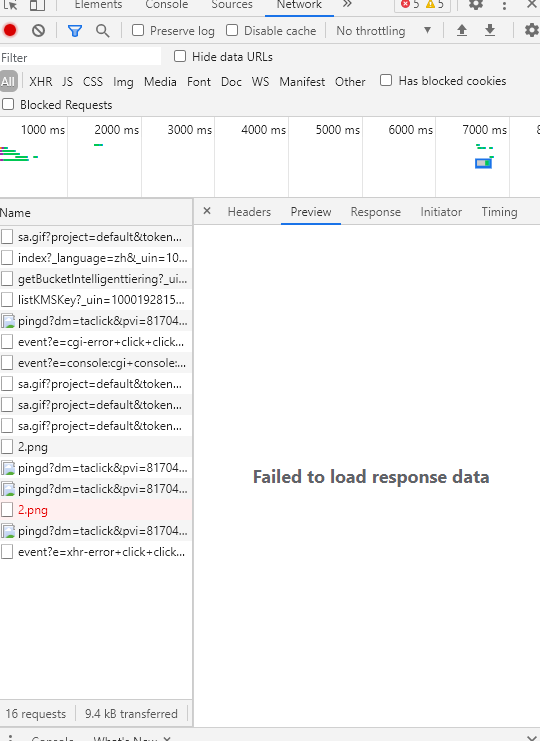 Elements Console Sources Network » 5 5
Preserve log Disable cache No throttling
Filter Hide data URLs
All XHR JS CSS Img Media Font Doc WS Manifest Other Has blocked cookies
Blocked Requests
1000 ms 2000 ms 3000 ms 4000 ms 5000 ms 6000 ms 7000 ms
Name × Headers Preview Response Initiator Timing
sa.gif?project=default&token...
index?_language=zh&_uin=10...
getBucketIntelligenttiering?_ui...
listKMSKey?_uin=1000192815...
pingd?dm=taclick&pvi=81704...
event?e=cgi-error+click+click...
event?e=console:cgi+console:...
sa.gif?project=default&token...
sa.gif?project=default&token...
sa.gif?project=default&token...
2.png
pingd?dm=taclick&pvi=81704...
Failed to load response data
pingd?dm=taclick&pvi=81704...
2.png
pingd?dm=taclick&pvi=81704...
event?e=xhr-error+click+click...
16 requests 9.4 kB transferred
Console What's New ×